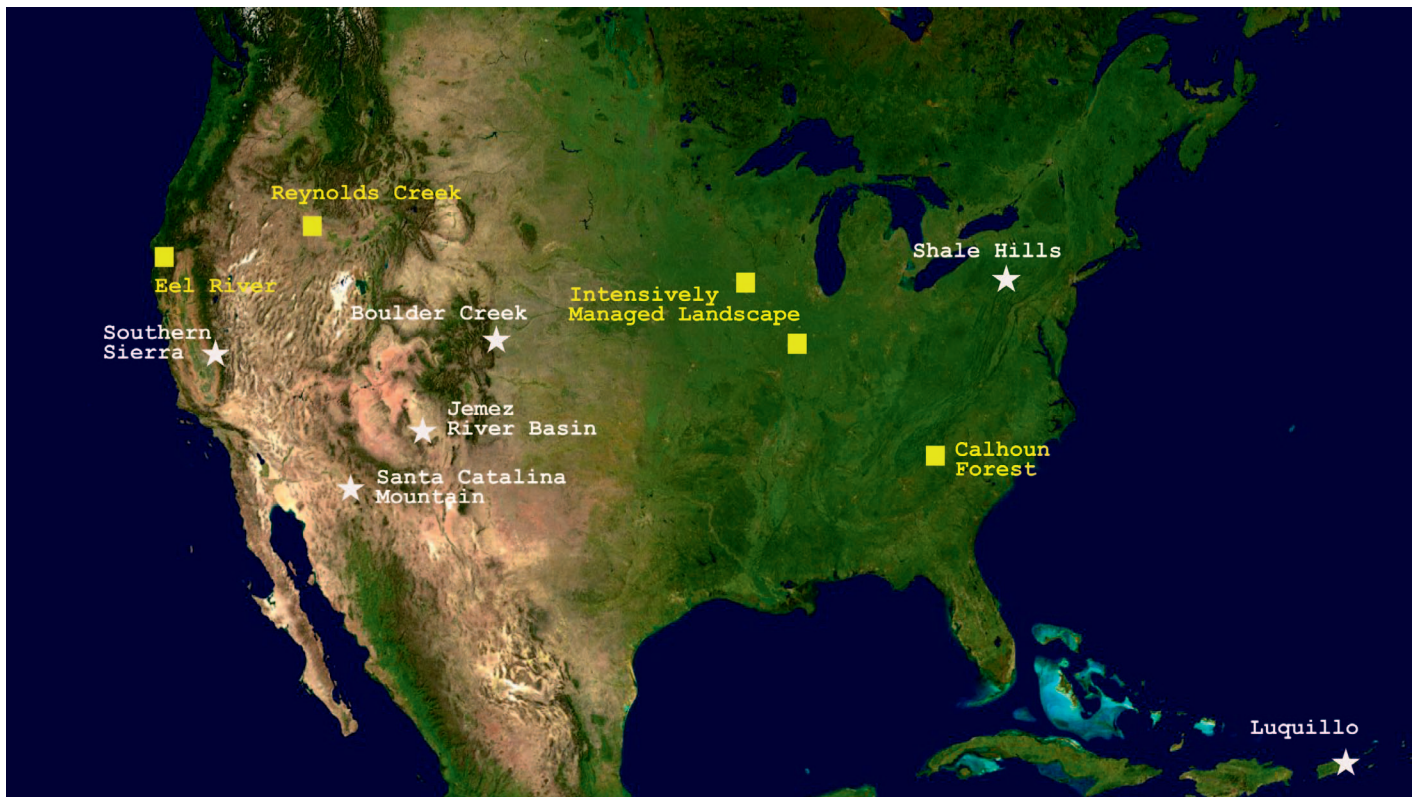 Reynolds Creek
Shale Hills
Eel River
Intensively
Managed Landscape
Boulder Creek
Southern
Sierra
Jemez
River Basin
Calhoun
Forest
Santa Catalina
Mountain
Luquillo